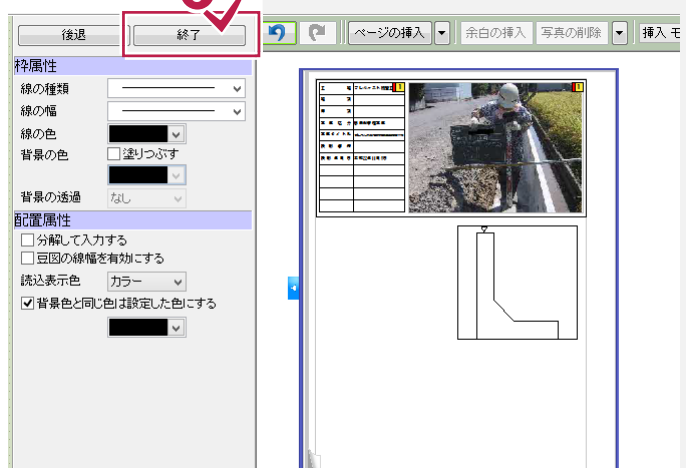 後退
終了
ページの挿入
余白の挿入
写真の削除
挿入モ
枠属性
線の種類
線の幅
線の色
背景の色
塗りつぶす
背景の透過
なし
配置属性
分解して入力する
豆図の線幅を有効にする
読込表示色
カラー
背景色と同じ色は設定した色にする
1
1